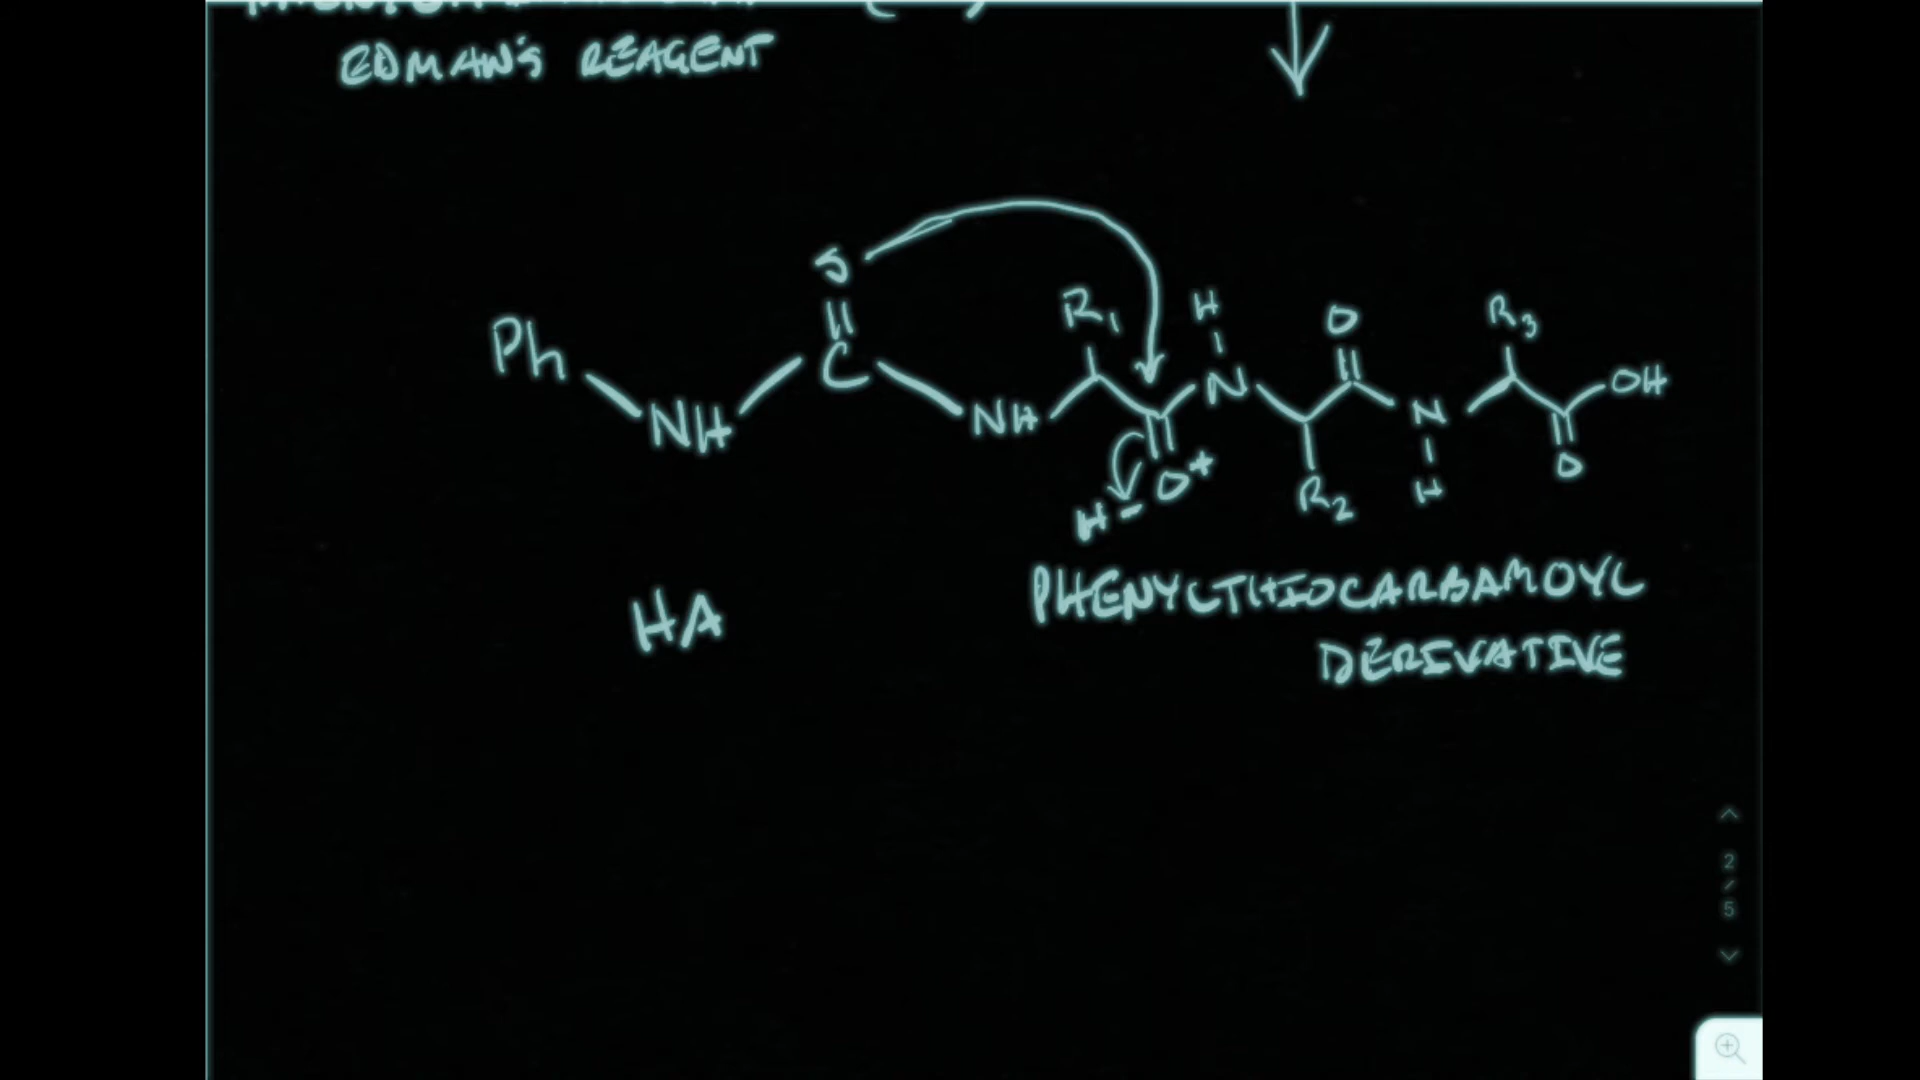 EDMAN'S REAGENT
S
Ph NH C NH R1 H N O R2 N H R3 OH O
H - O+
HA
PHENYLTHIOCARBAMOYL
DERIVATIVE
2
/
5